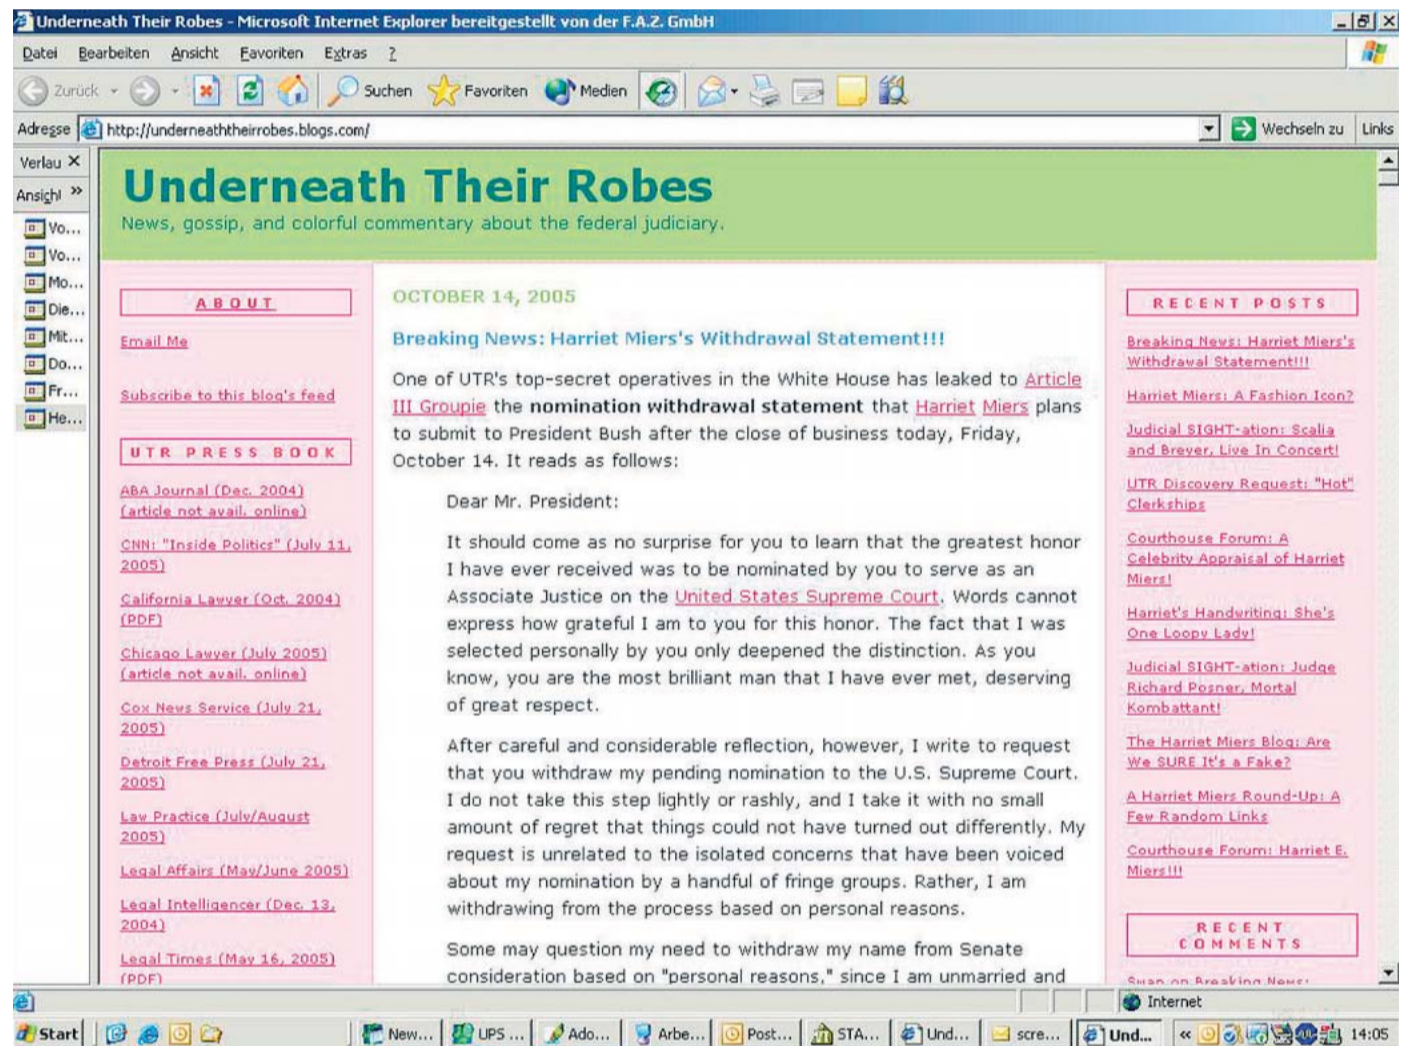 Underneath Their Robes - Microsoft Internet Explorer bereitgestellt von der F.A.Z. GmbH
Datei Bearbeiten Ansicht Favoriten Extras ?
Zurück Suchen Favoriten Medien
Adresse http://underneaththeirrobes.blogs.com/ Wechseln zu Links
Verlau X
Ansichl »
Vo...
Vo...
Mo...
Die...
Mit...
Do...
Fr...
He...
Underneath Their Robes
News, gossip, and colorful commentary about the federal judiciary.
ABOUT
Email Me
Subscribe to this blog's feed
UTR PRESS BOOK
ABA Journal (Dec. 2004)
(article not avail. online)
CNN: "Inside Politics" (July 11,
2005)
California Lawyer (Oct. 2004)
(PDF)
Chicago Lawyer (July 2005)
(article not avail. online)
Cox News Service (July 21,
2005)
Detroit Free Press (July 21,
2005)
Law Practice (July/August
2005)
Legal Affairs (May/June 2005)
Legal Intelligencer (Dec. 13,
2004)
Legal Times (May 16, 2005)
(PDF)
OCTOBER 14, 2005
Breaking News: Harriet Miers's Withdrawal Statement!!!
One of UTR's top-secret operatives in the White House has leaked to Article
III Groupie the nomination withdrawal statement that Harriet Miers plans
to submit to President Bush after the close of business today, Friday,
October 14. It reads as follows:
Dear Mr. President:
It should come as no surprise for you to learn that the greatest honor
I have ever received was to be nominated by you to serve as an
Associate Justice on the United States Supreme Court. Words cannot
express how grateful I am to you for this honor. The fact that I was
selected personally by you only deepened the distinction. As you
know, you are the most brilliant man that I have ever met, deserving
of great respect.
After careful and considerable reflection, however, I write to request
that you withdraw my pending nomination to the U.S. Supreme Court.
I do not take this step lightly or rashly, and I take it with no small
amount of regret that things could not have turned out differently. My
request is unrelated to the isolated concerns that have been voiced
about my nomination by a handful of fringe groups. Rather, I am
withdrawing from the process based on personal reasons.
Some may question my need to withdraw my name from Senate
consideration based on "personal reasons," since I am unmarried and
RECENT POSTS
Breaking News: Harriet Miers's
Withdrawal Statement!!!
Harriet Miers: A Fashion Icon?
Judicial SIGHT-ation: Scalia
and Breyer, Live In Concert!
UTR Discovery Request: "Hot"
Clerkships
Courthouse Forum: A
Celebrity Appraisal of Harriet
Miers!
Harriet's Handwriting: She's
One Loopy Lady!
Judicial SIGHT-ation: Judge
Richard Posner, Mortal
Kombattant!
The Harriet Miers Blog: Are
We SURE It's a Fake?
A Harriet Miers Round-Up: A
Few Random Links
Courthouse Forum: Harriet E.
Miers!!!
RECENT
COMMENTS
Swan on Breaking News:
Internet
Start New... UPS ... Ado... Arbe... Post... STA... Und... scre... Und... « 14:05